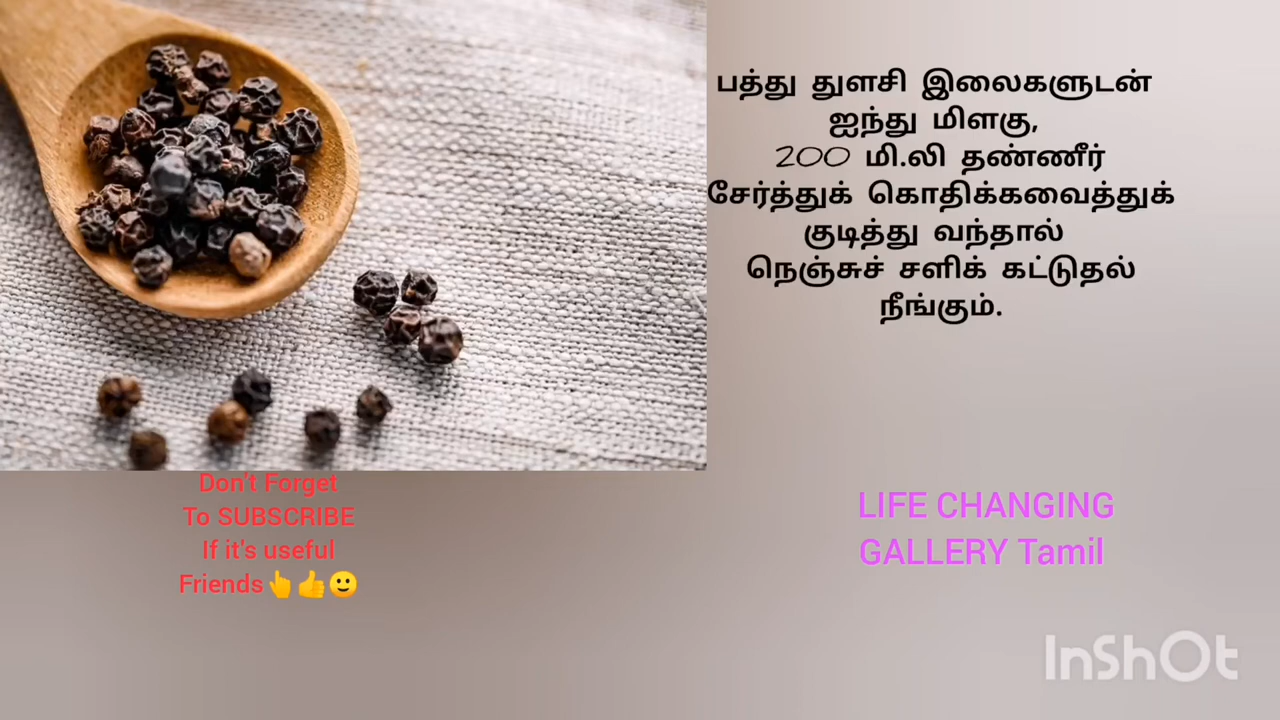 பத்து துளசி இலைகளுடன்
ஐந்து மிளகு,
200 மி.லி தண்ணீர்
சேர்த்துக் கொதிக்கவைத்துக்
குடித்து வந்தால்
நெஞ்சுச் சளிக் கட்டுதல்
நீங்கும்.
Don't Forget
To SUBSCRIBE
If it's useful
Friends👆👍🙂
LIFE CHANGING
GALLERY Tamil
InShOt